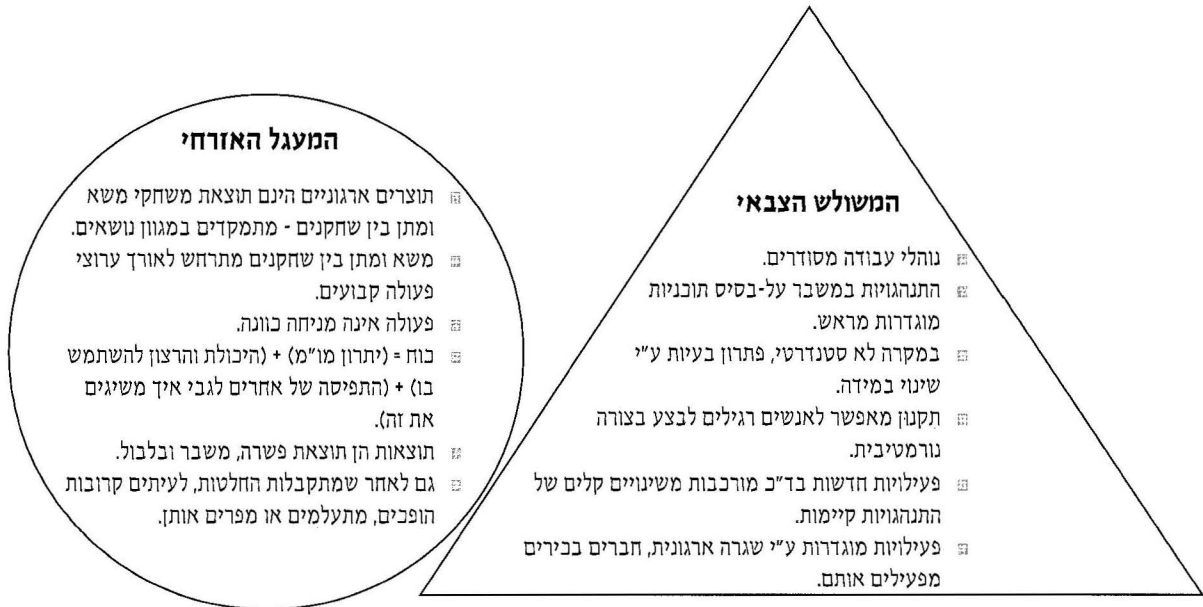 המעגל האזרחי
תוצרים ארגוניים הינם תוצאת משחקי משא
ומתן בין שחקנים - מתמקדים במגוון נושאים.
משא ומתן בין שחקנים מתרחש לאורך ערוצי
פעולה קבועים.
פעולה אינה מניחה כוונה.
כוח = (יתרון מו"מ) + (היכולת והרצון להשתמש
בו) + (התפיסה של אחרים לגבי איך משיגים
את זה).
תוצאות הן תוצאת פשרה, משבר ובלבול.
גם לאחר שמתקבלות החלטות, לעיתים קרובות
הופכים, מתעלמים או מפרים אותן.
המשולש הצבאי
נוהלי עבודה מסודרים.
התנהגויות במשבר על-בסיס תוכניות
מוגדרות מראש.
במקרה לא סטנדרטי, פתרון בעיות ע"י
שינוי במידה.
תקנון מאפשר לאנשים רגילים לבצע בצורה
נורמטיבית.
פעילויות חדשות בד"כ מורכבות משינויים קלים של
התנהגויות קיימות.
פעילויות מוגדרות ע"י שגרה ארגונית, חברים בכירים
מפעילים אותם.